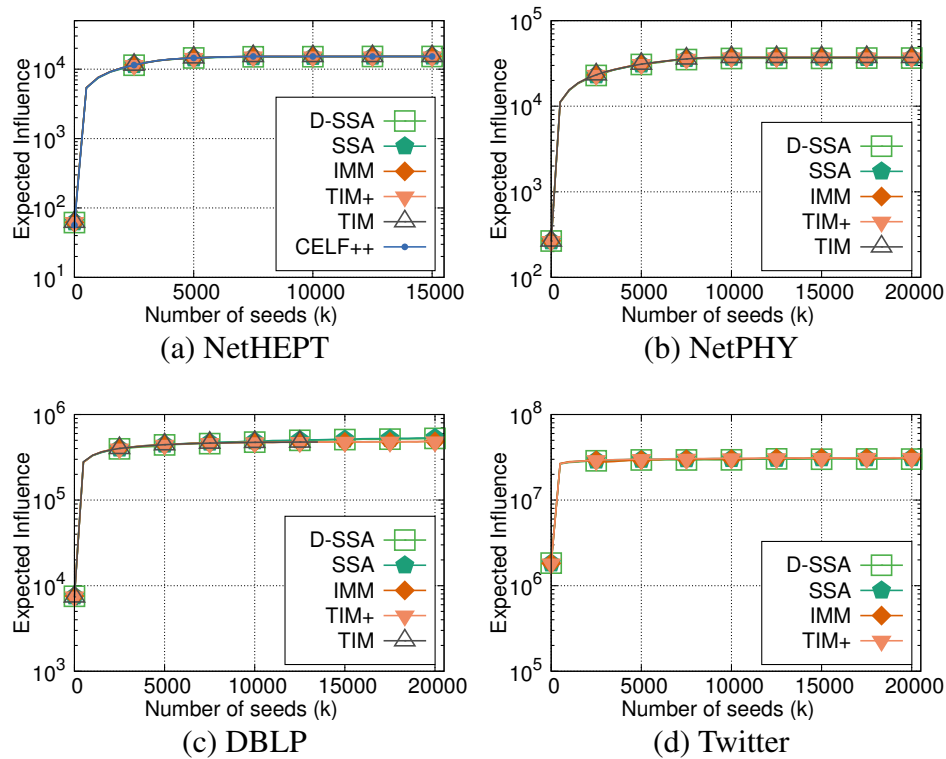 Expected Influence
10^5
10^4
10^3
10^2
10^1
D-SSA
SSA
IMM
TIM+
TIM
CELF++
0 5000 10000 15000
Number of seeds (k)
(a) NetHEPT
Expected Influence
10^5
10^4
10^3
10^2
D-SSA
SSA
IMM
TIM+
TIM
0 5000 10000 15000 20000
Number of seeds (k)
(b) NetPHY
Expected Influence
10^6
10^5
10^4
10^3
D-SSA
SSA
IMM
TIM+
TIM
0 5000 10000 15000 20000
Number of seeds (k)
(c) DBLP
Expected Influence
10^8
10^7
10^6
10^5
D-SSA
SSA
IMM
TIM+
0 5000 10000 15000 20000
Number of seeds (k)
(d) Twitter